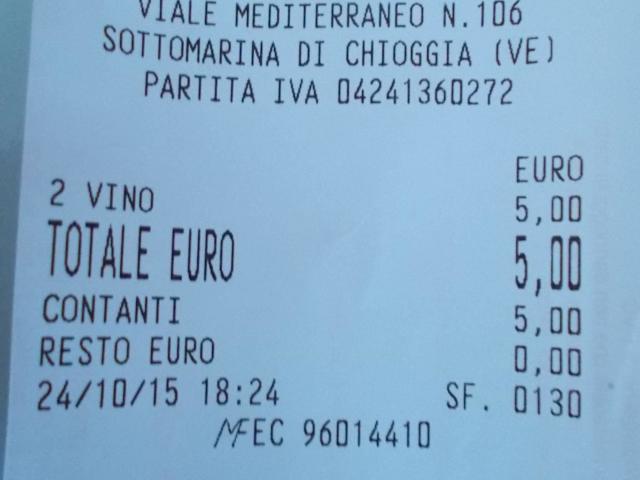 VIALE MEDITERRANEO N.106
SOTTOMARINA DI CHIOGGIA (VE)
PARTITA IVA 04241360272
EURO
2 VINO 5,00
TOTALE EURO 5,00
CONTANTI 5,00
RESTO EURO 0,00
24/10/15 18:24 SF. 0130
MFEC 96014410